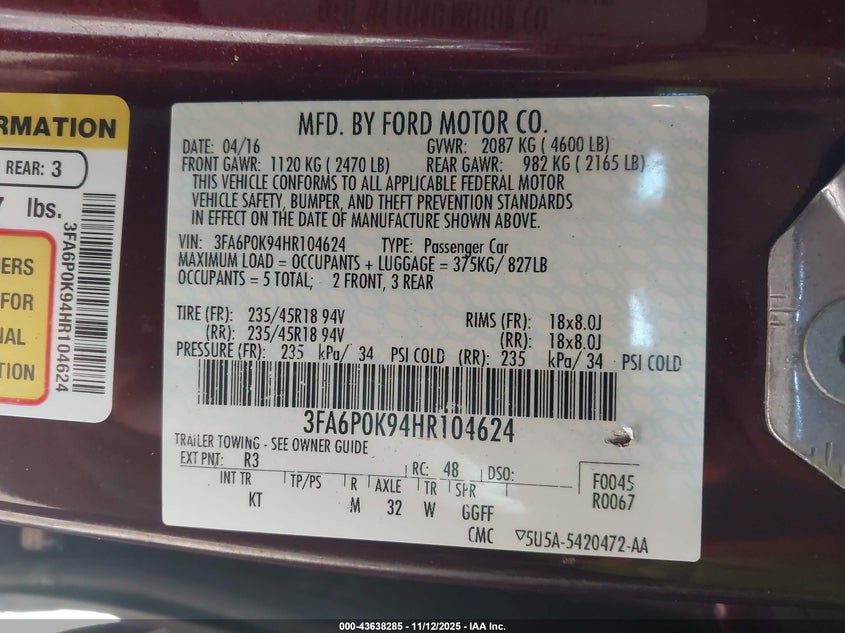 RMATION
REAR: 3
lbs.
ERS
FOR
NAL
TION
3FA6P0K94HR104624
MFD. BY FORD MOTOR CO.
DATE: 04/16 GVWR: 2087 KG ( 4600 LB)
FRONT GAWR: 1120 KG ( 2470 LB) REAR GAWR: 982 KG ( 2165 LB)
THIS VEHICLE CONFORMS TO ALL APPLICABLE FEDERAL MOTOR
VEHICLE SAFETY, BUMPER, AND THEFT PREVENTION STANDARDS
IN EFFECT ON THE DATE OF MANUFACTURE SHOWN ABOVE.
VIN: 3FA6P0K94HR104624 TYPE: Passenger Car
MAXIMUM LOAD = OCCUPANTS + LUGGAGE = 375KG/ 827LB
OCCUPANTS = 5 TOTAL; 2 FRONT, 3 REAR
TIRE (FR): 235/45R18 94V RIMS (FR): 18x8.0J
(RR): 235/45R18 94V (RR): 18x8.0J
PRESSURE (FR): 235 kPa/ 34 PSI COLD (RR): 235 kPa/ 34 PSI COLD
3FA6P0K94HR104624
TRAILER TOWING - SEE OWNER GUIDE
EXT PNT: R3 RC: 48 DSO:
INT TR TP/PS R AXLE TR SPR
KT M 32 W GGFF
F0045
R0067
CMC ▽5U5A-5420472-AA
000-43638285 - 11/12/2025 - IAA Inc.